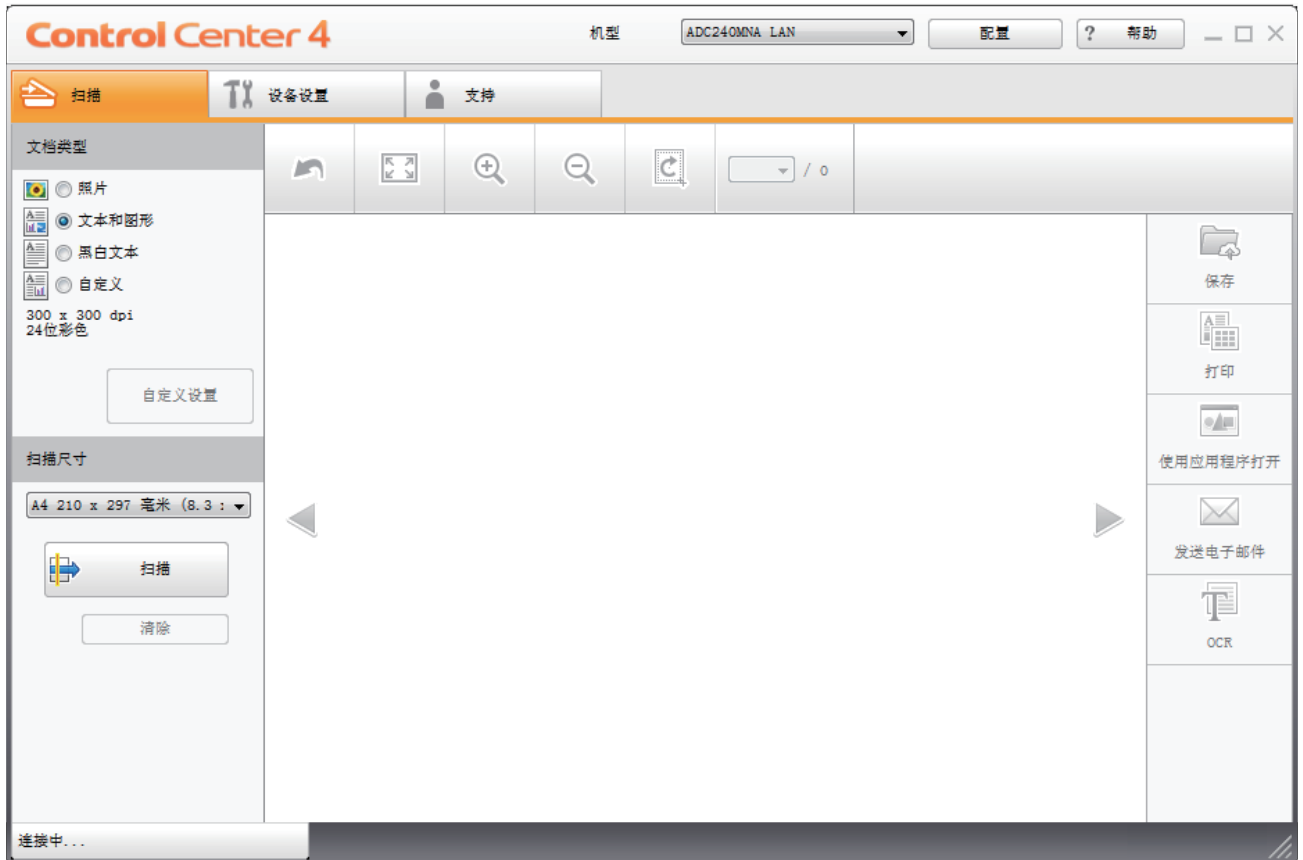 Control Center 4
机型
ADC240MNA LAN
配置
? 帮助
扫描
设备设置
支持
文档类型
照片
文本和图形
黑白文本
自定义
300 x 300 dpi
24位彩色
自定义设置
扫描尺寸
A4 210 x 297 毫米 (8.3 :
扫描
清除
/ 0
保存
打印
使用应用程序打开
发送电子邮件
OCR
连接中...